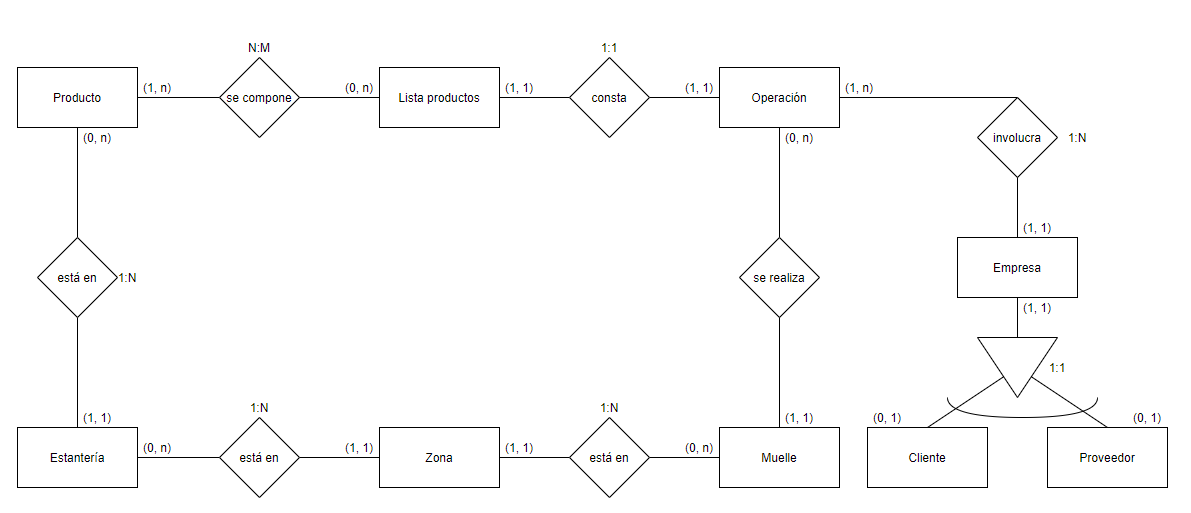 N:M
1:1
Producto
(1, n)
se compone
(0, n)
Lista productos
(1, 1)
consta
(1, 1)
Operación
(1, n)
(0, n)
(0, n)
involucra
1:N
(1, 1)
Empresa
(1, 1)
está en
1:N
se realiza
1:1
(1, 1)
1:N
1:N
(1, 1)
(0, 1)
(0, 1)
Estantería
(0, n)
está en
(1, 1)
Zona
(1, 1)
está en
(0, n)
Muelle
Cliente
Proveedor